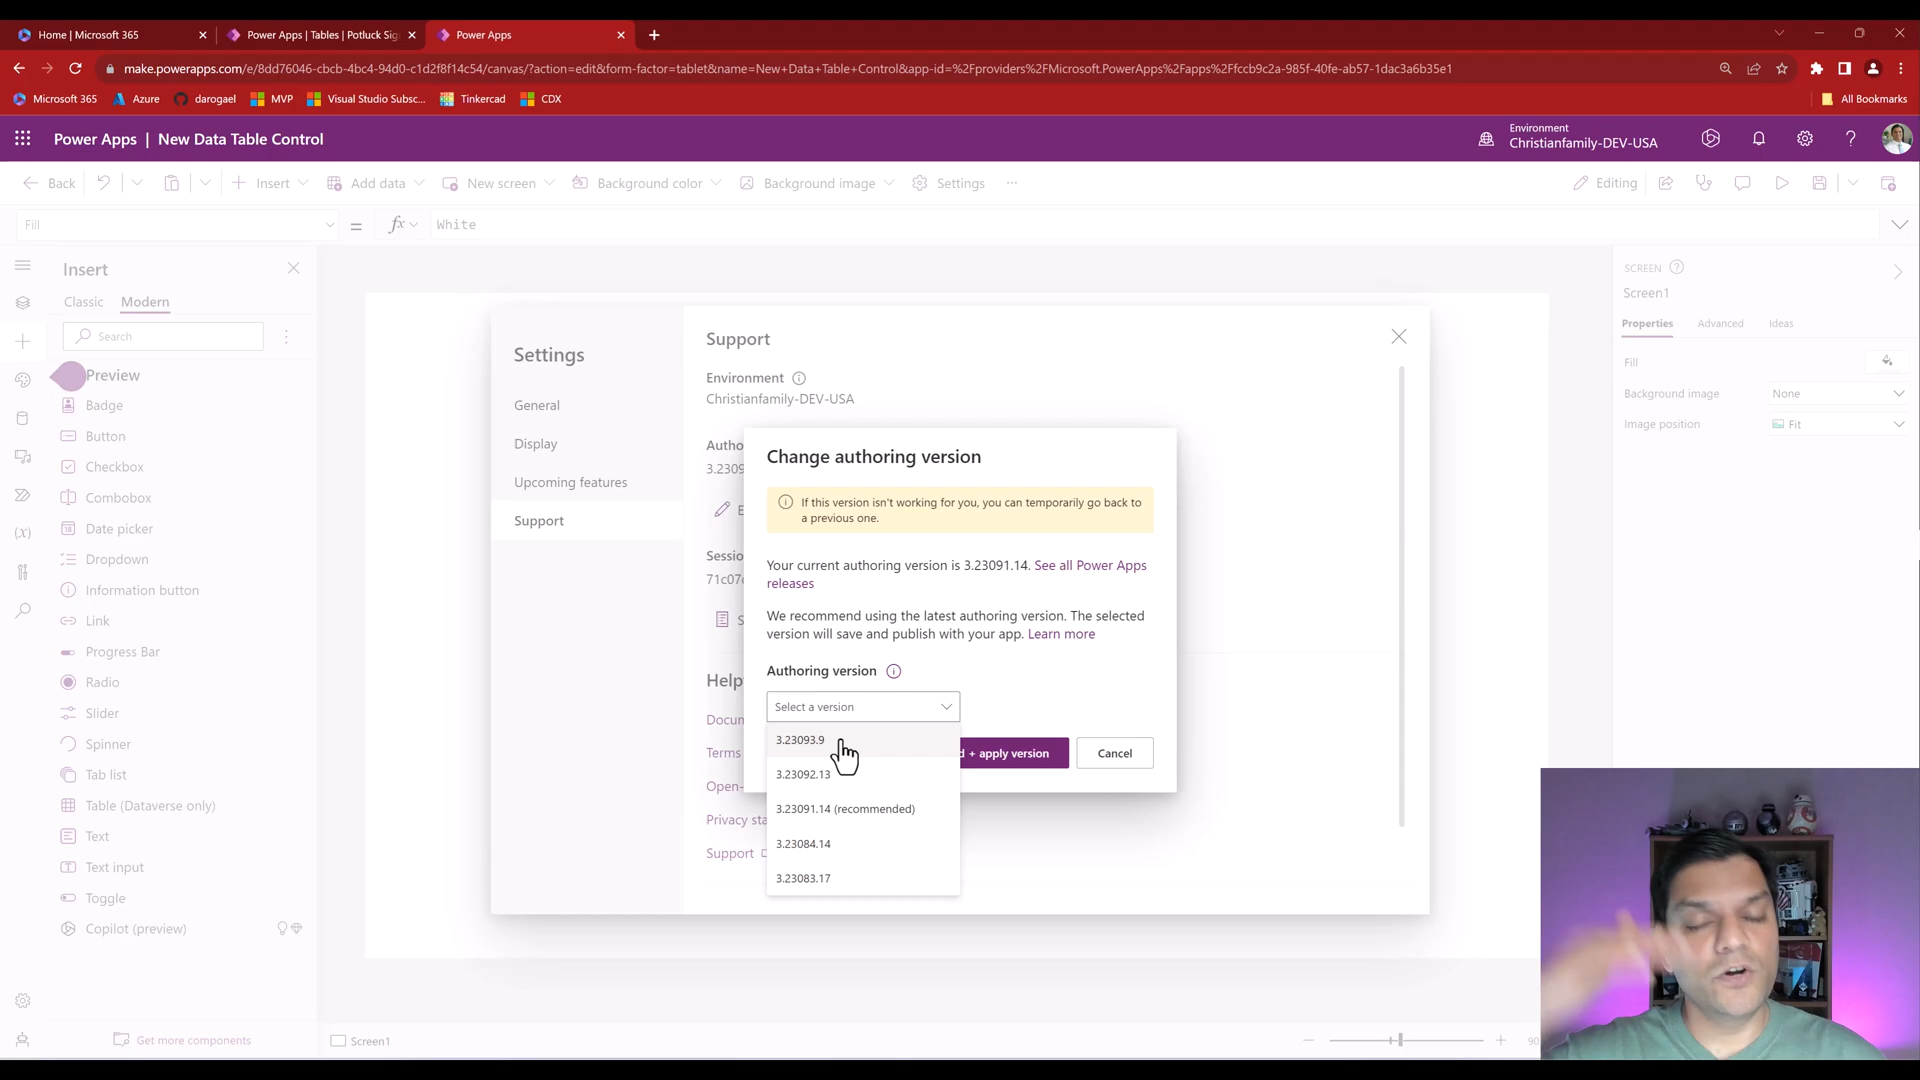 Home | Microsoft 365
Power Apps | Tables | Potluck Sig
Power Apps
make.powerapps.com/e/8dd76046-cbcb-4bc4-94d0-c1d2f8f14c54/canvas/?action=edit&form-factor=tablet&name=New+Data+Table+Control&app-id=%2Fproviders%2FMicrosoft.PowerApps%2Fapps%2Ffccb9c2a-985f-40fe-ab57-1dac3a6b35e1
Microsoft 365
Azure
darogael
MVP
Visual Studio Subsc...
Tinkercad
CDX
All Bookmarks
Power Apps | New Data Table Control
Environment
Christianfamily-DEV-USA
Back
Insert
Add data
New screen
Background color
Background image
Settings
Editing
Fill
=
fx
White
Insert
Classic
Modern
Search
Preview
Badge
Button
Checkbox
Combobox
Date picker
Dropdown
Information button
Link
Progress Bar
Radio
Slider
Spinner
Tab list
Table (Dataverse only)
Text
Text input
Toggle
Copilot (preview)
Get more components
Settings
General
Display
Upcoming features
Support
Support
Environment
Christianfamily-DEV-USA
Autho
3.2309
E
Sessio
71c07
S
Help
Docum
Terms
Open-
Privacy sta
Support
Change authoring version
If this version isn't working for you, you can temporarily go back to
a previous one.
Your current authoring version is 3.23091.14. See all Power Apps
releases
We recommend using the latest authoring version. The selected
version will save and publish with your app. Learn more
Authoring version
Select a version
3.23093.9
3.23092.13
3.23091.14 (recommended)
3.23084.14
3.23083.17
d + apply version
Cancel
SCREEN
Screen1
Properties
Advanced
Ideas
Fill
Background image
None
Image position
Fit
Screen1
90